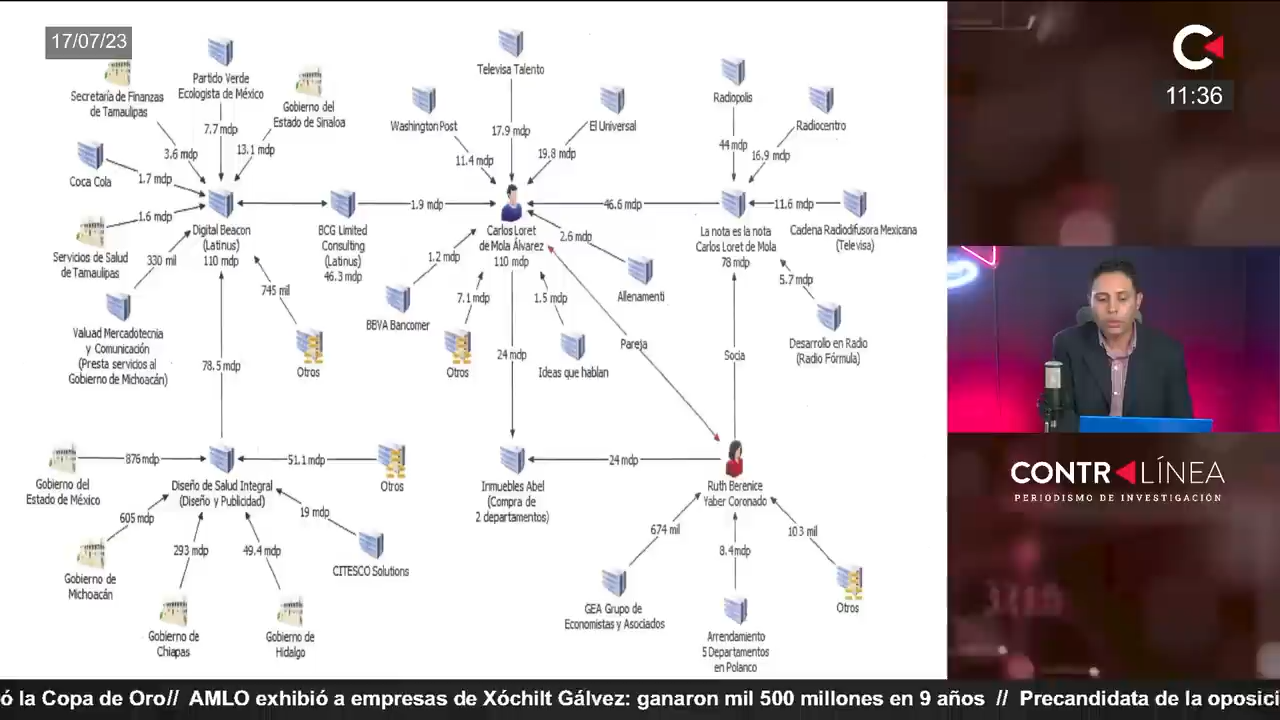 17/07/23
Secretaría de Finanzas
de Tamaulipas
Partido Verde
Ecologista de México
Gobierno del
Estado de Sinaloa
Televisa Talento
Washington Post
El Universal
Radiopolis
Radiocentro
3.6 mdp
7.7 mdp
13.1 mdp
11.4 mdp
17.9 mdp
19.8 mdp
44 mdp
16.9 mdp
Coca Cola
1.7 mdp
1.6 mdp
Servicios de Salud
de Tamaulipas
Digital Beacon
(Latinus)
110 mdp
BCG Limited
Consulting
(Latinus)
46.3 mdp
1.9 mdp
Carlos Loret
de Mola Álvarez
110 mdp
46.6 mdp
La nota es la nota
Carlos Loret de Mola
78 mdp
11.6 mdp
Cadena Radiodifusora Mexicana
(Televisa)
330 mil
Valuad Mercadotecnia
y Comunicación
(Presta servicios al
Gobierno de Michoacán)
745 mil
Otros
1.2 mdp
BBVA Bancomer
7.1 mdp
Otros
1.5 mdp
Ideas que hablan
2.6 mdp
Allenamenti
5.7 mdp
Desarrollo en Radio
(Radio Fórmula)
78.5 mdp
24 mdp
Pareja
Socia
Gobierno del
Estado de México
876 mdp
Diseño de Salud Integral
(Diseño y Publicidad)
51.1 mdp
Otros
Inmuebles Abel
(Compra de
2 departamentos)
24 mdp
Ruth Berenice
Yaber Coronado
605 mdp
Gobierno de
Michoacán
293 mdp
Gobierno de
Chiapas
49.4 mdp
Gobierno de
Hidalgo
19 mdp
CITESCO Solutions
674 mil
GEA Grupo de
Economistas y Asociados
8.4mdp
Arrendamiento
5 Departamentos
en Polanco
103 mil
Otros
C
11:36
CONTRLÍNEA
PERIODISMO DE INVESTIGACIÓN
ó la Copa de Oro// AMLO exhibió a empresas de Xóchilt Gálvez: ganaron mil 500 millones en 9 años // Precandidata de la oposici